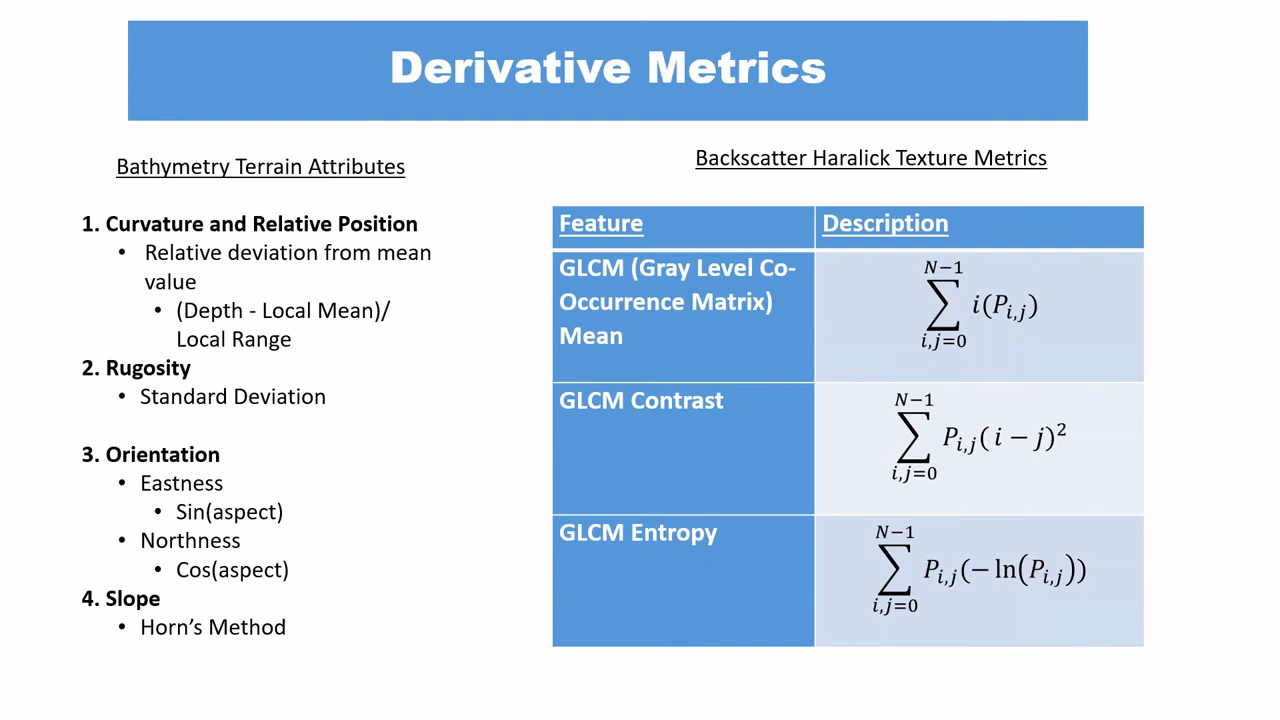 Derivative Metrics
Bathymetry Terrain Attributes
1. Curvature and Relative Position
• Relative deviation from mean
value
• (Depth - Local Mean)/
Local Range
2. Rugosity
• Standard Deviation
3. Orientation
• Eastness
• Sin(aspect)
• Northness
• Cos(aspect)
4. Slope
• Horn's Method
Backscatter Haralick Texture Metrics
Feature Description
GLCM (Gray Level Co-
Occurrence Matrix)
Mean
N−1
∑ i(P_{i,j})
i,j=0
GLCM Contrast
N−1
∑ P_{i,j}( i − j)²
i,j=0
GLCM Entropy
N−1
∑ P_{i,j}(− ln(P_{i,j}))
i,j=0